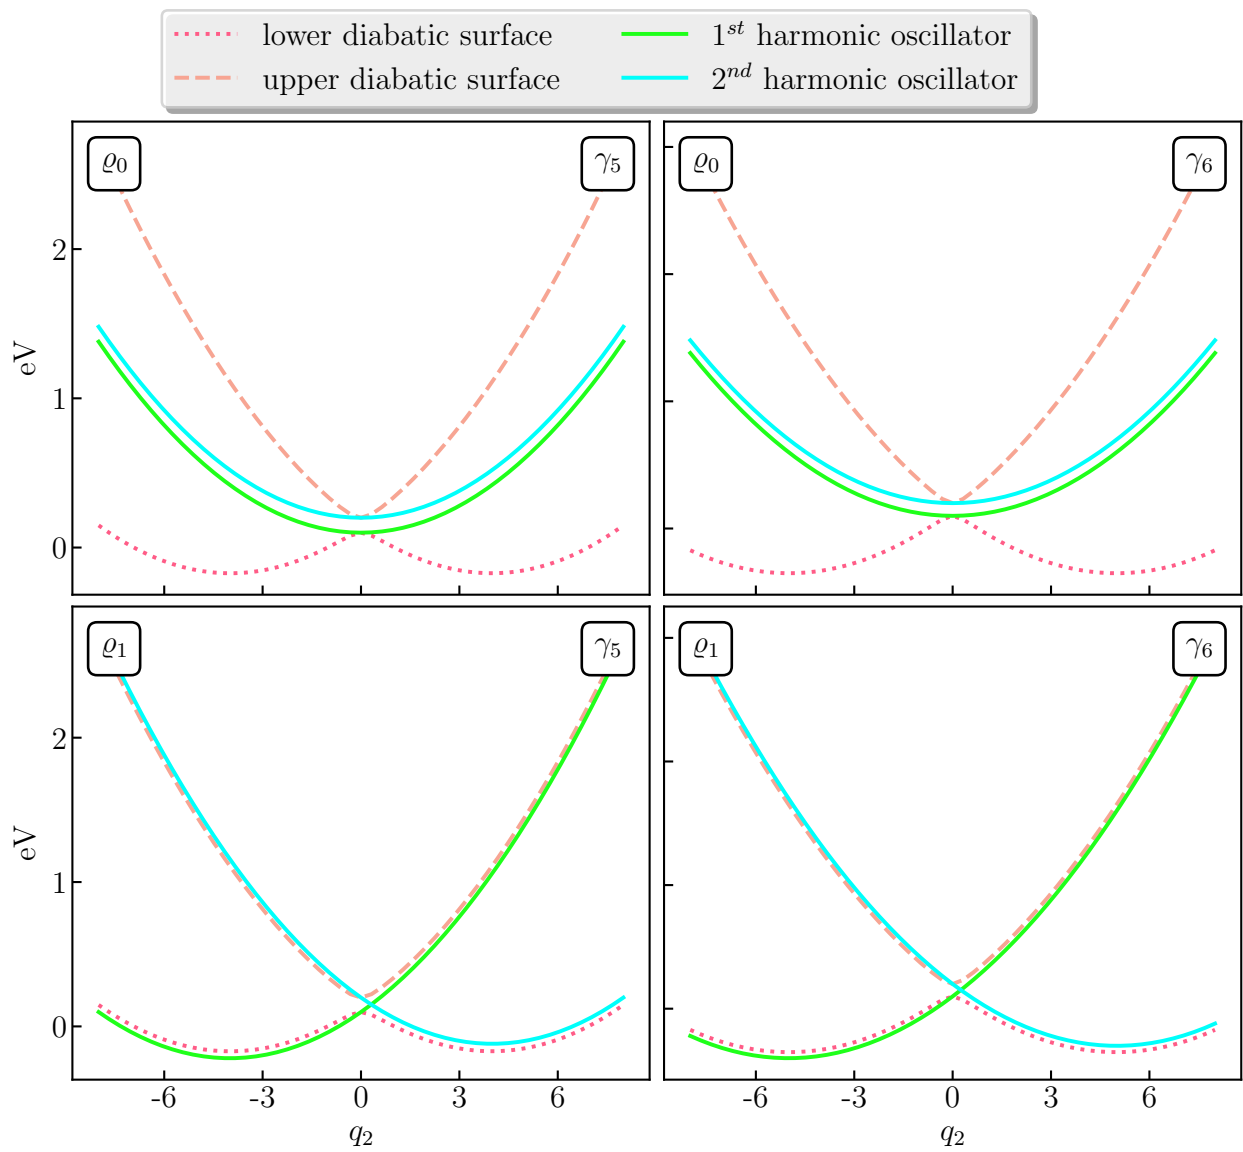 lower diabatic surface
upper diabatic surface
1st harmonic oscillator
2nd harmonic oscillator
ϱ0
γ5
ϱ0
γ6
eV
2
1
0
ϱ1
γ5
ϱ1
γ6
eV
2
1
0
-6 -3 0 3 6
-6 -3 0 3 6
q2
q2